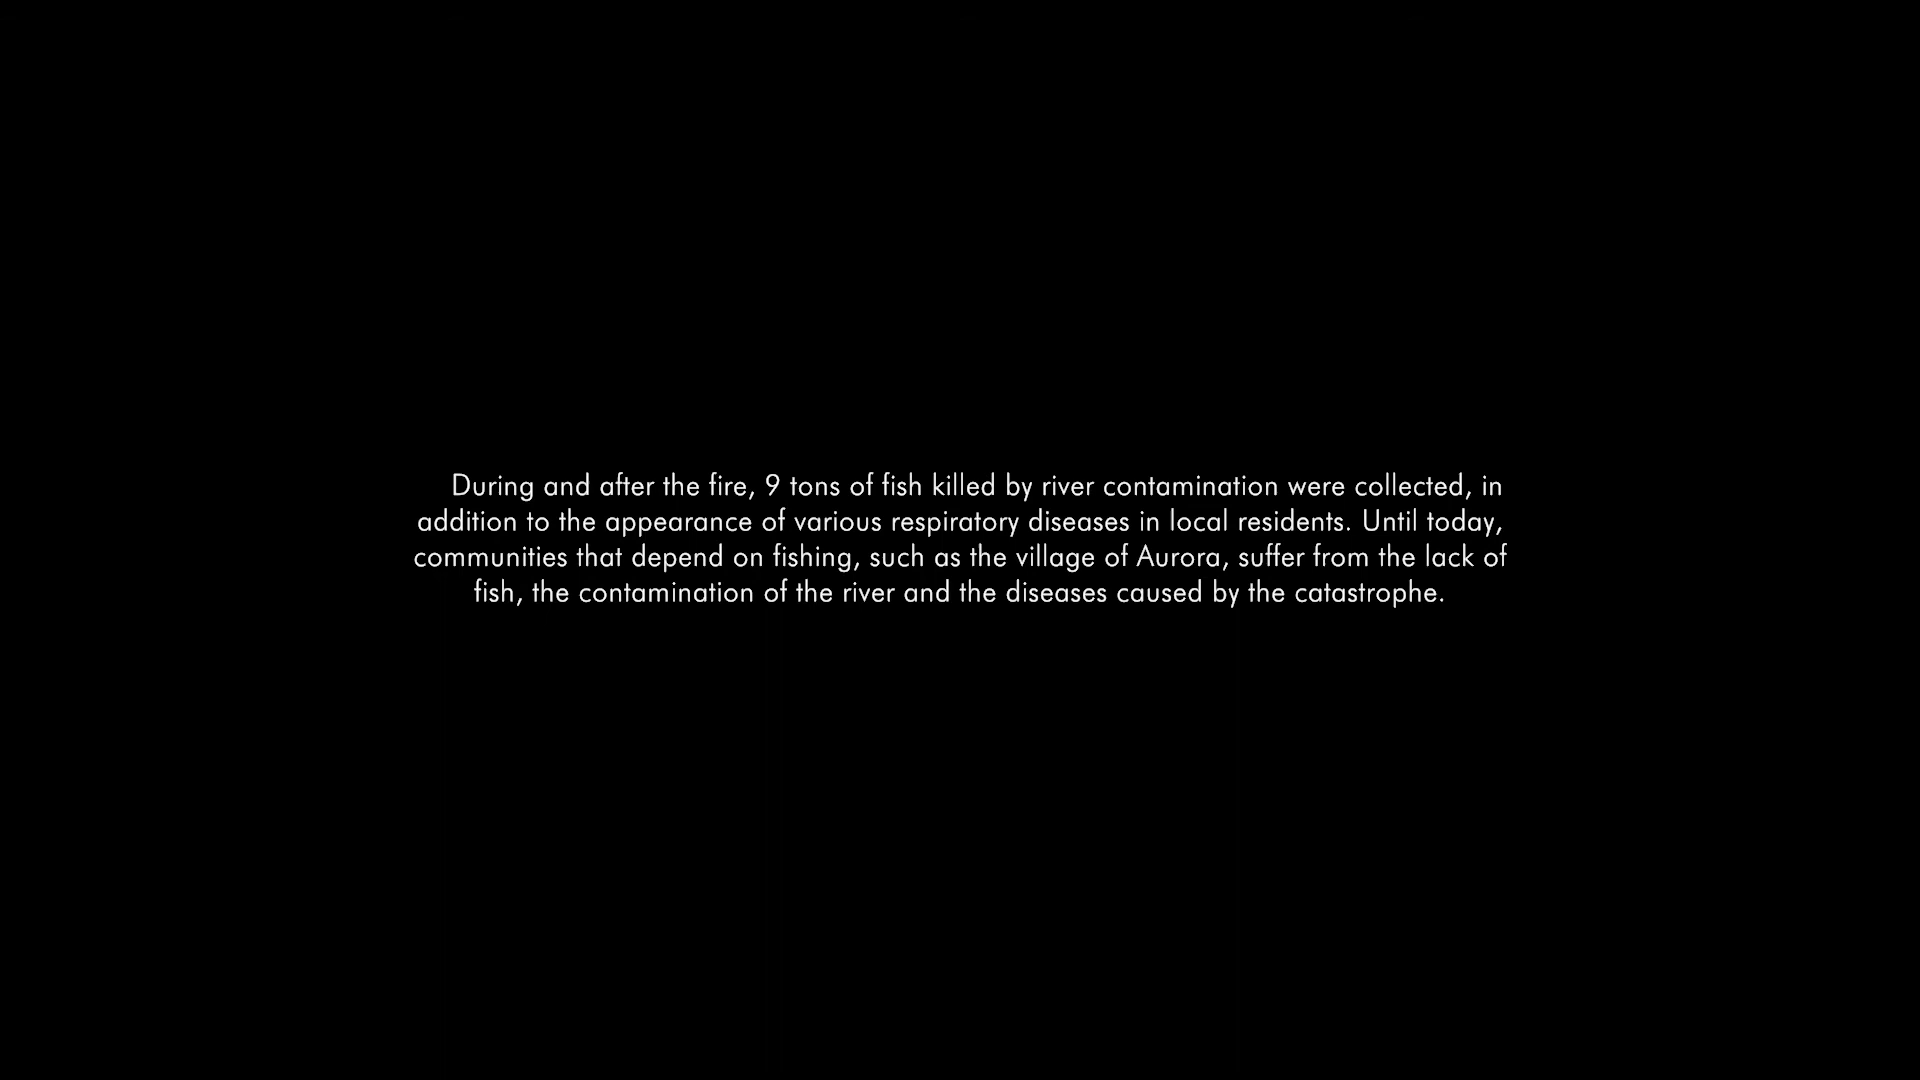 During and after the fire, 9 tons of fish killed by river contamination were collected, in
addition to the appearance of various respiratory diseases in local residents. Until today,
communities that depend on fishing, such as the village of Aurora, suffer from the lack of
fish, the contamination of the river and the diseases caused by the catastrophe.